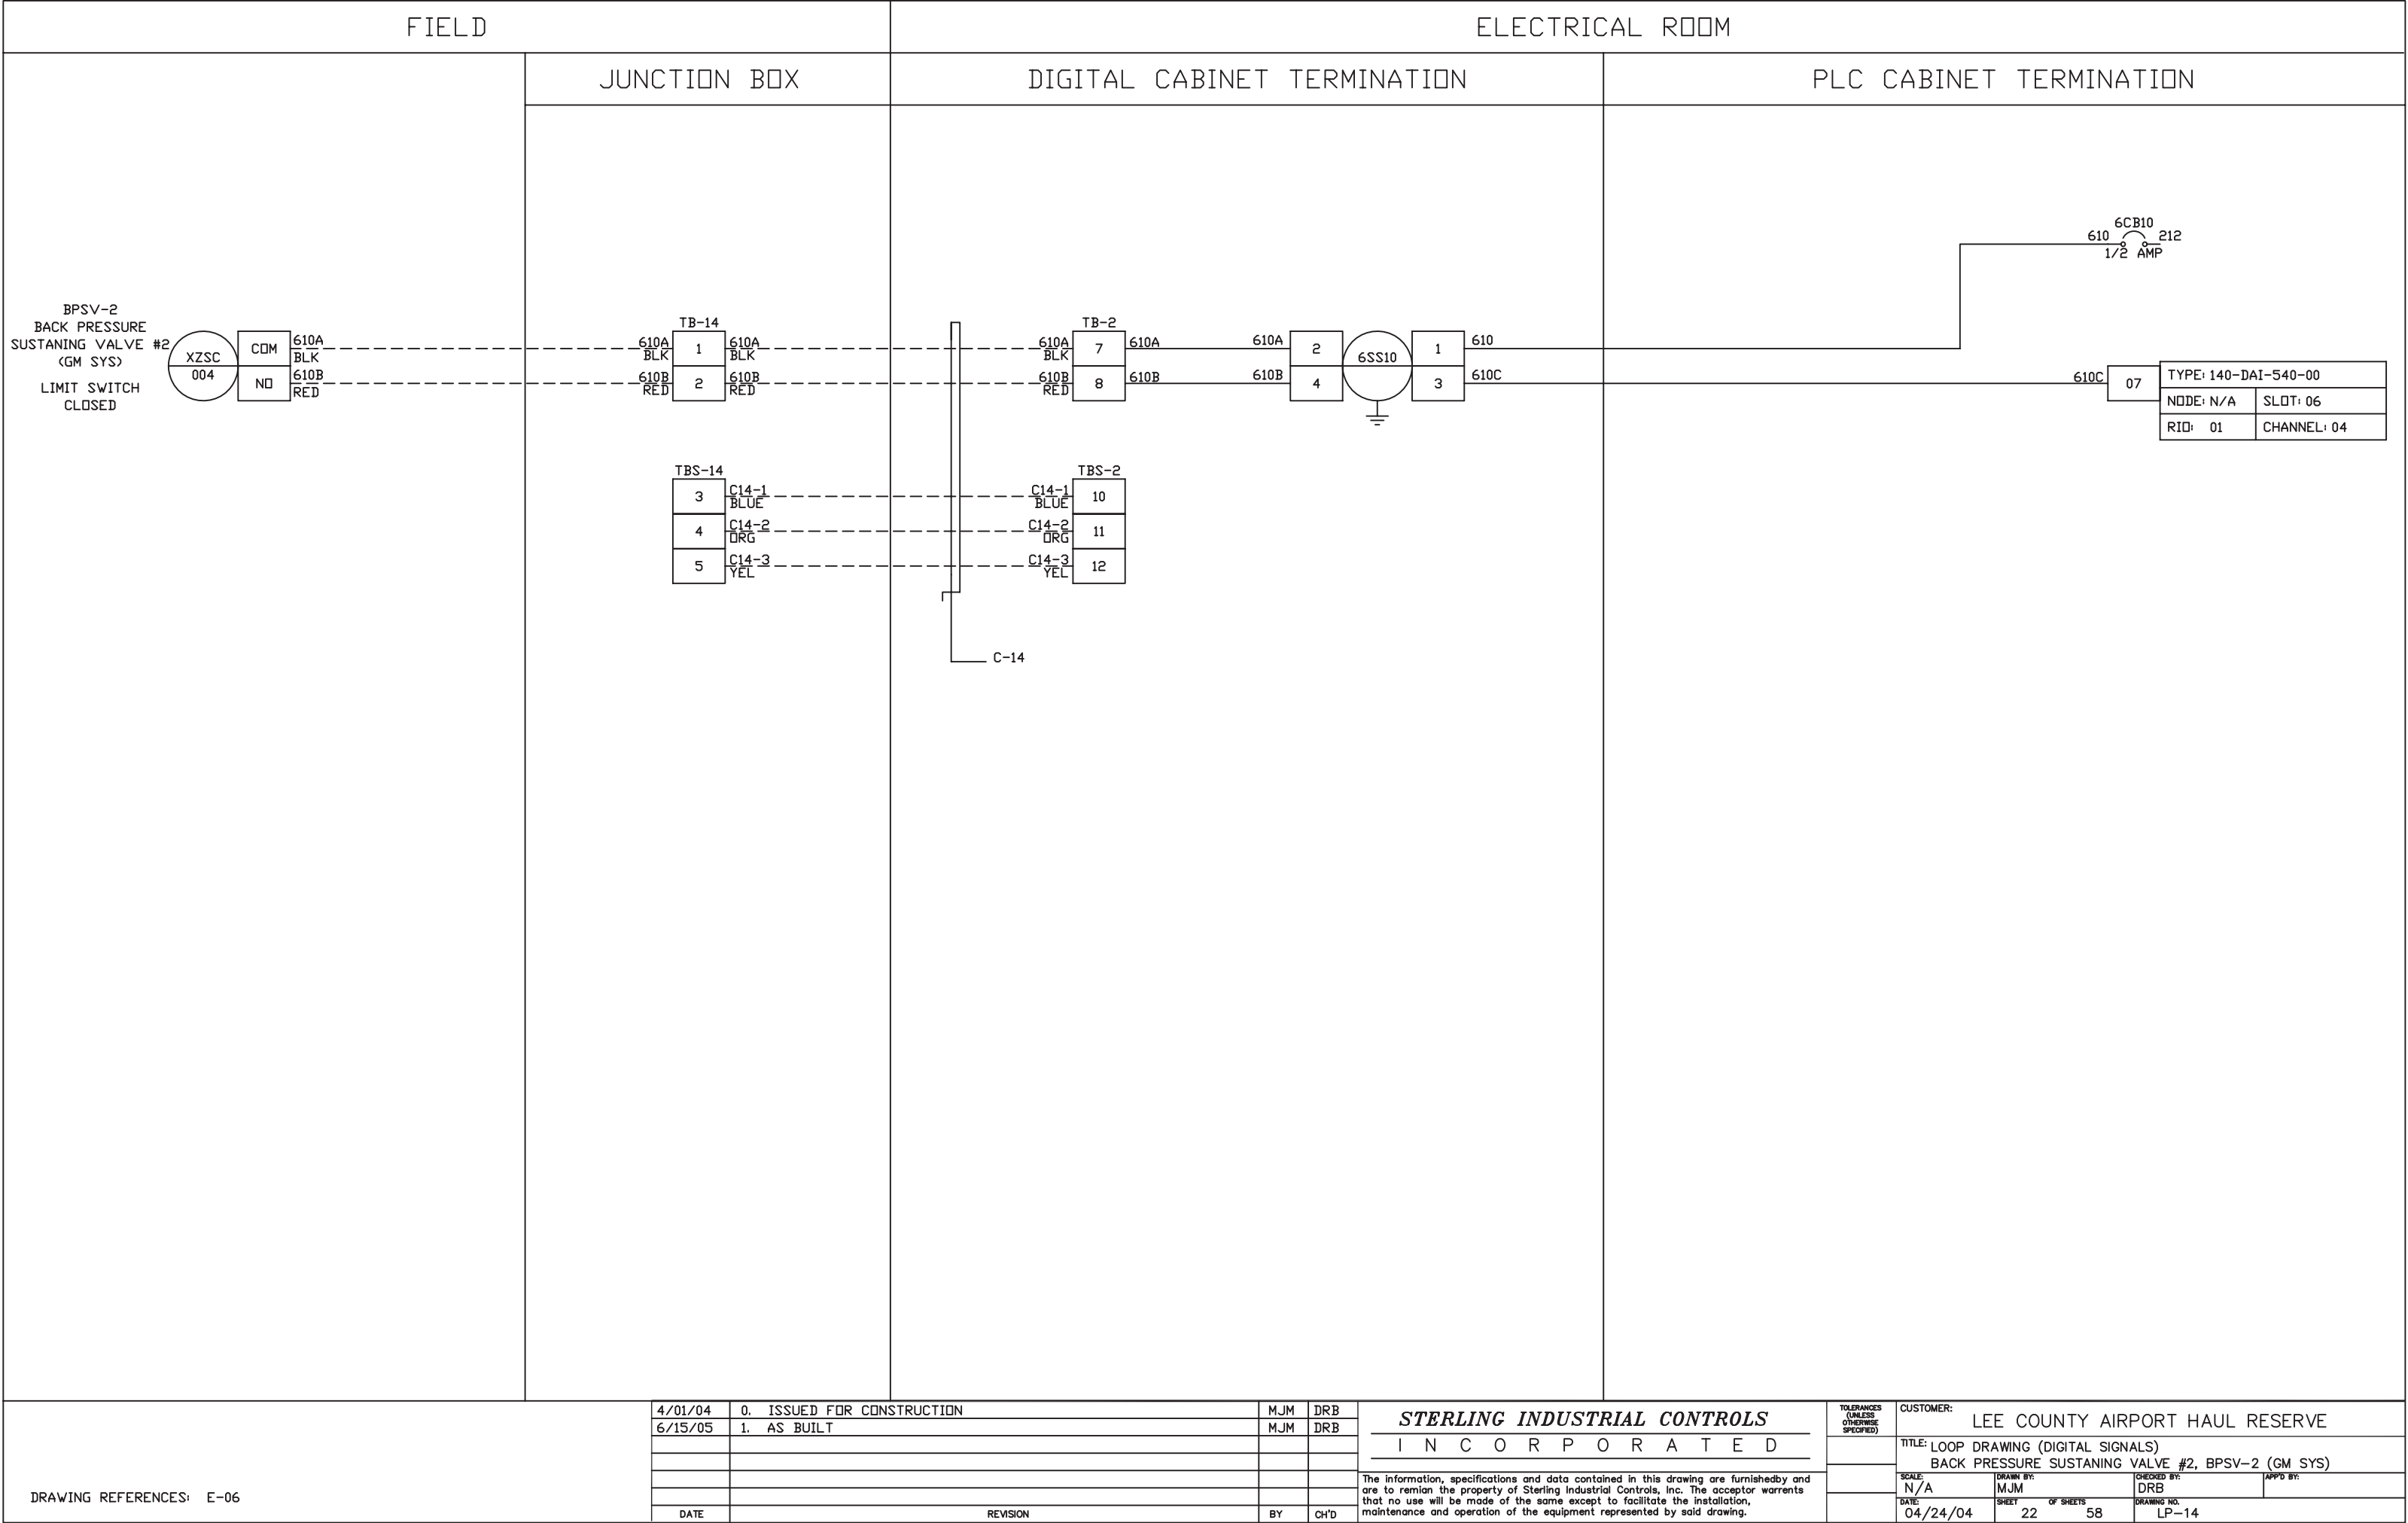 FIELD
ELECTRICAL ROOM
JUNCTION BOX
DIGITAL CABINET TERMINATION
PLC CABINET TERMINATION
6CB10
610
212
1/2 AMP
BPSV-2
BACK PRESSURE
SUSTANING VALVE #2
(GM SYS)
LIMIT SWITCH
CLOSED
XZSC
004
COM
NO
610A
BLK
610B
RED
TB-14
610A
BLK
1
610A
BLK
610B
RED
2
610B
RED
TB-2
610A
BLK
7
610A
610B
RED
8
610B
610A
2
610B
4
6SS10
1
610
3
610C
610C
07
TYPE: 140-DAI-540-00
NODE: N/A
SLOT: 06
RIO: 01
CHANNEL: 04
TBS-14
3
C14-1
BLUE
4
C14-2
ORG
5
C14-3
YEL
TBS-2
C14-1
BLUE
10
C14-2
ORG
11
C14-3
YEL
12
C-14
DRAWING REFERENCES: E-06
4/01/04 0. ISSUED FOR CONSTRUCTION MJM DRB
6/15/05 1. AS BUILT MJM DRB
DATE REVISION BY CH'D
STERLING INDUSTRIAL CONTROLS
INCORPORATED
The information, specifications and data contained in this drawing are furnishedby and
are to remian the property of Sterling Industrial Controls, Inc. The acceptor warrents
that no use will be made of the same except to facilitate the installation,
maintenance and operation of the equipment represented by said drawing.
TOLERANCES
(UNLESS
OTHERWISE
SPECIFIED)
CUSTOMER:
LEE COUNTY AIRPORT HAUL RESERVE
TITLE: LOOP DRAWING (DIGITAL SIGNALS)
BACK PRESSURE SUSTANING VALVE #2, BPSV-2 (GM SYS)
SCALE:
N/A
DRAWN BY:
MJM
CHECKED BY:
DRB
APP'D BY:
DATE:
04/24/04
SHEET
22
OF SHEETS
58
DRAWING NO.
LP-14